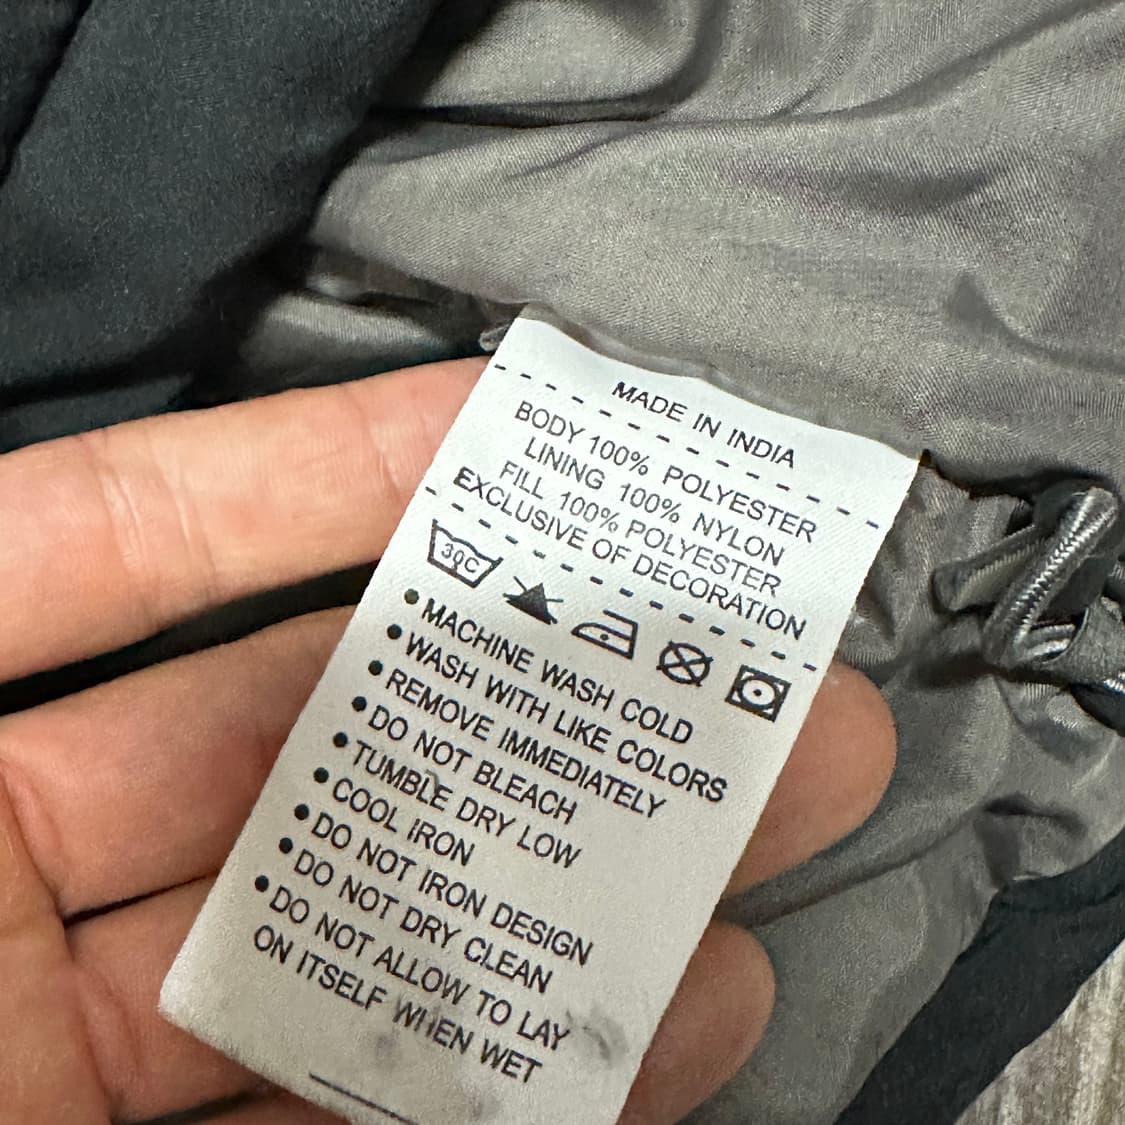 MADE IN INDIA
BODY 100% POLYESTER
LINING 100% NYLON
FILL 100% POLYESTER
EXCLUSIVE OF DECORATION
30C
• MACHINE WASH COLD
• WASH WITH LIKE COLORS
• REMOVE IMMEDIATELY
• DO NOT BLEACH
• TUMBLE DRY LOW
• COOL IRON
• DO NOT IRON DESIGN
• DO NOT DRY CLEAN
• DO NOT ALLOW TO LAY
ON ITSELF WHEN WET